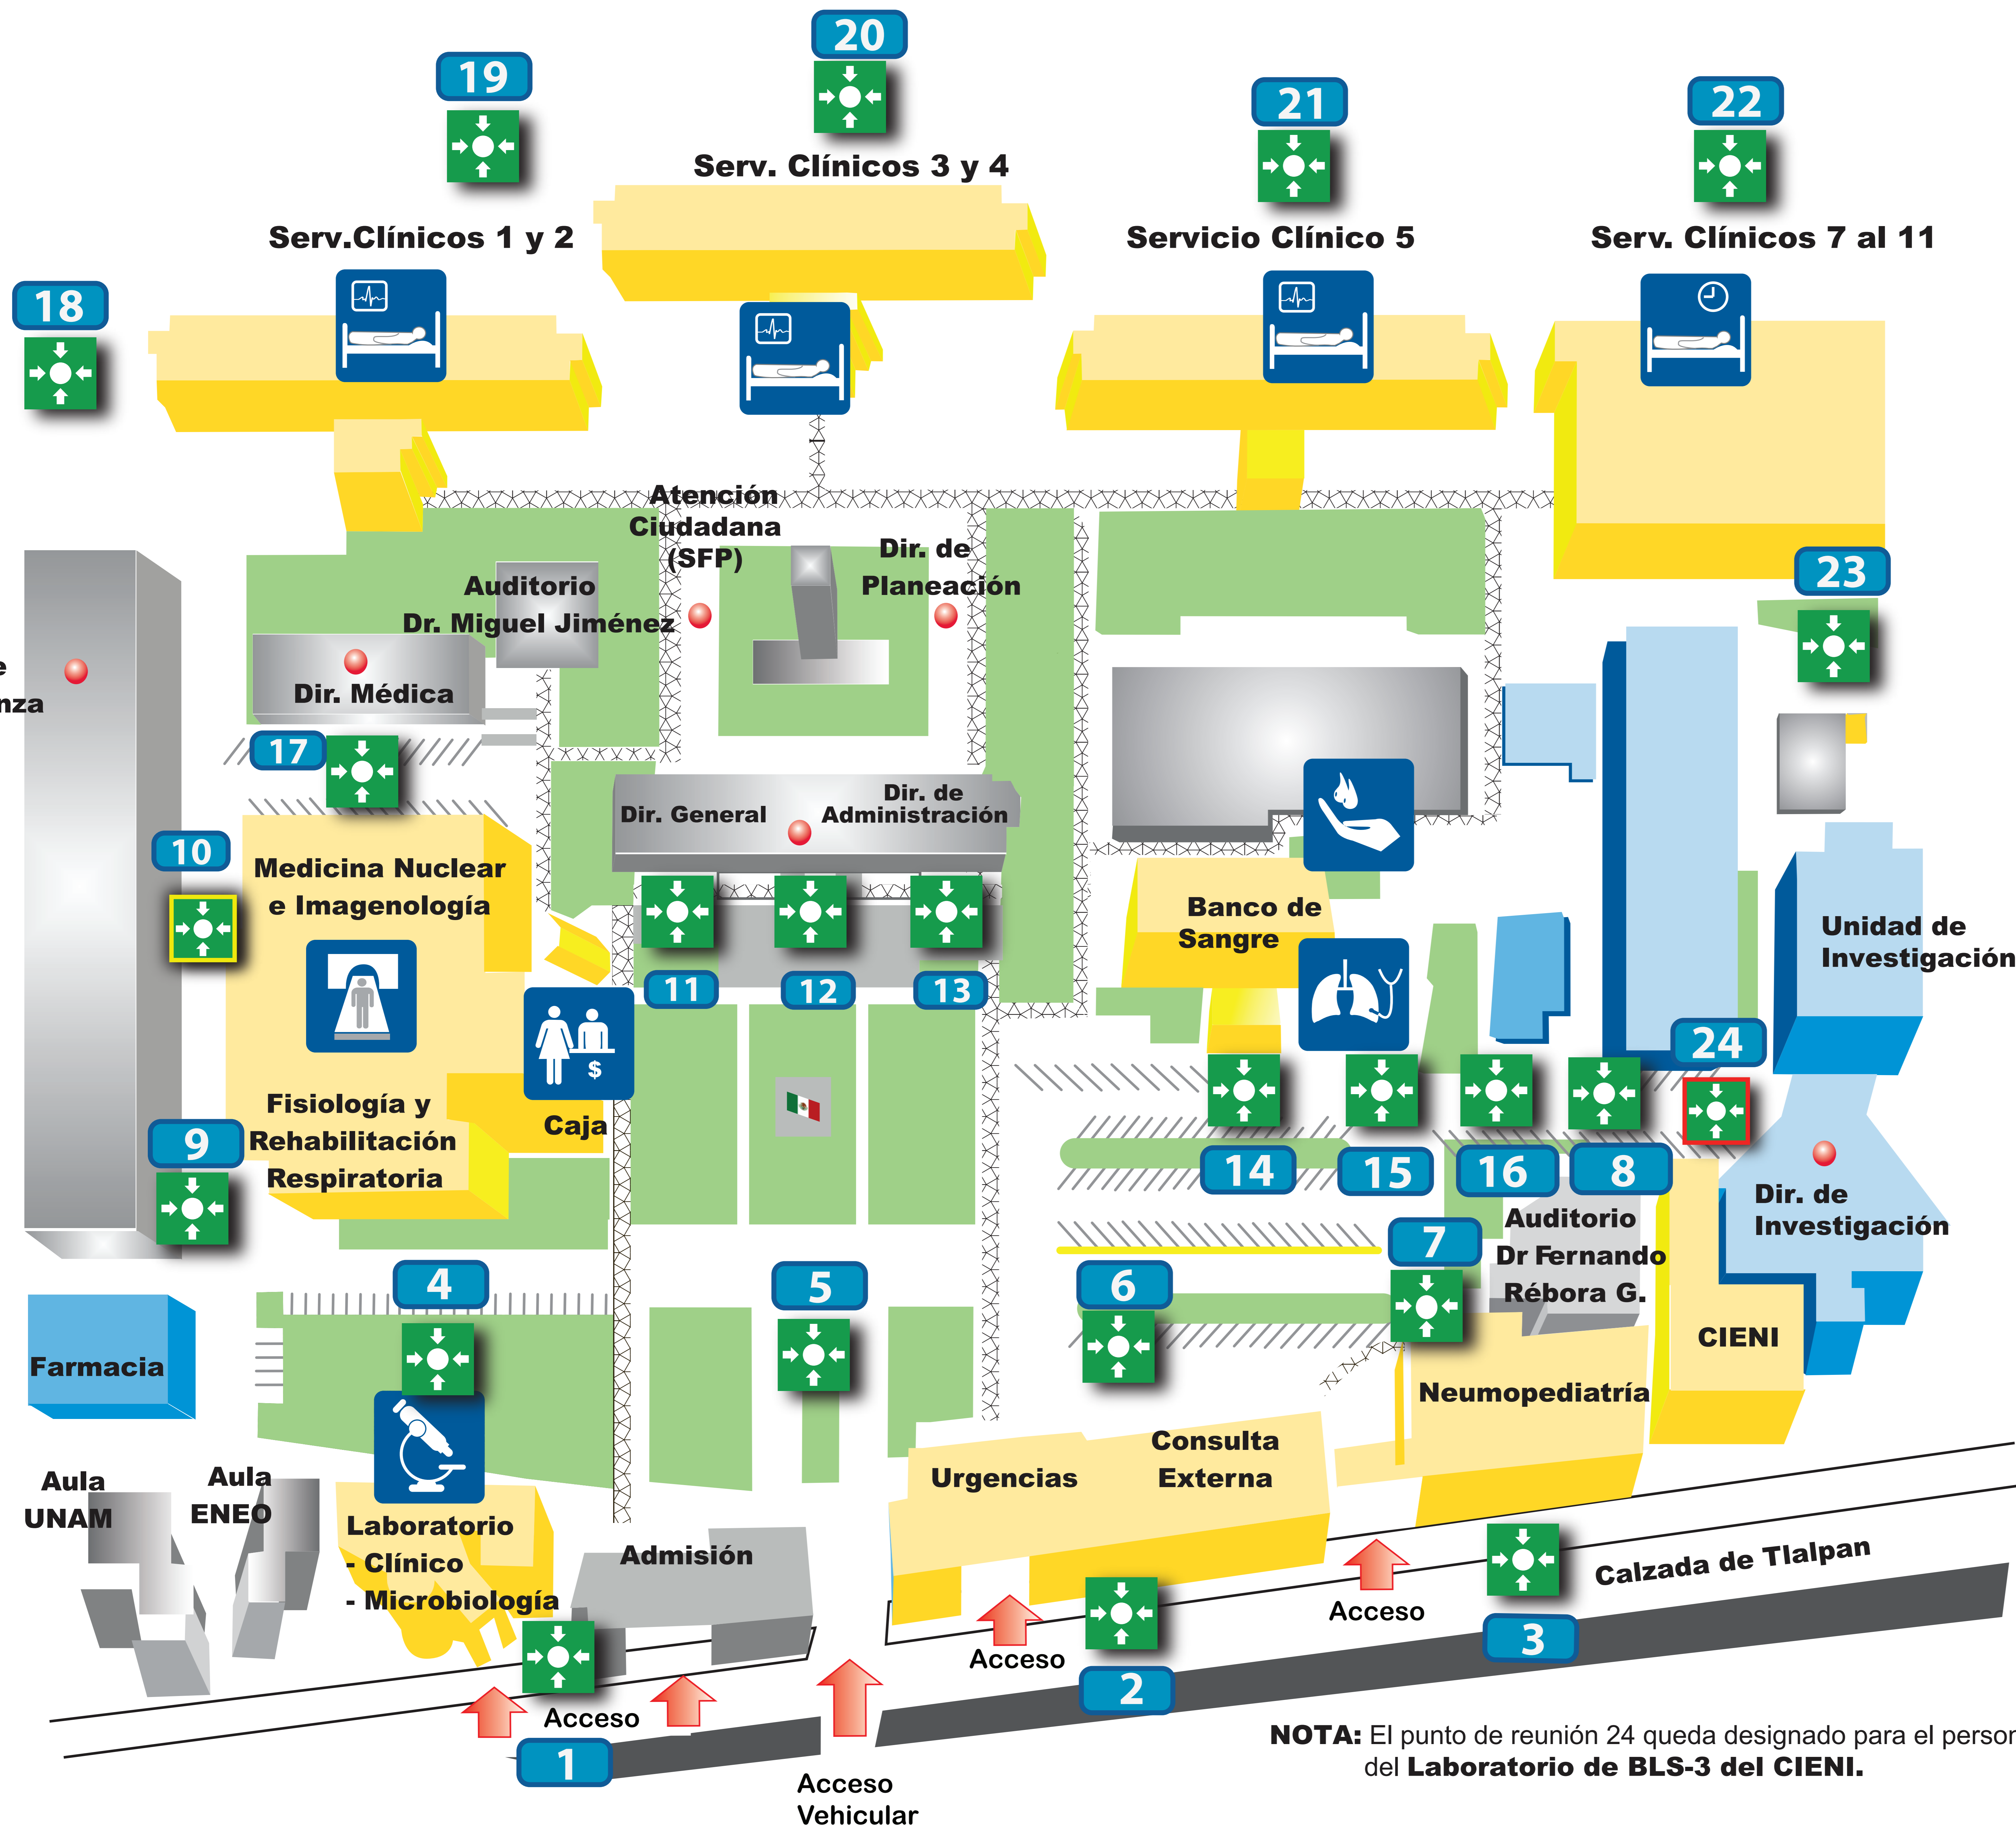 20
19
21
22
Serv. Clínicos 3 y 4
Serv.Clínicos 1 y 2
Servicio Clínico 5
Serv. Clínicos 7 al 11
18
Atención
Ciudadana
(SFP)
Dir. de
Planeación
23
Auditorio
Dr. Miguel Jiménez
e
nza
Dir. Médica
17
Dir. General
Dir. de
Administración
10
Medicina Nuclear
e Imagenología
Banco de
Sangre
Unidad de
Investigación
11
12
13
24
$
Caja
Fisiología y
Rehabilitación
Respiratoria
9
14
15
16
8
Dir. de
Investigación
Auditorio
Dr Fernando
Rébora G.
7
4
5
6
CIENI
Farmacia
Neumopediatría
Consulta
Externa
Urgencias
Aula
UNAM
Aula
ENEO
Laboratorio
- Clínico
- Microbiología
Admisión
Calzada de Tlalpan
Acceso
3
Acceso
2
Acceso
1
Acceso
Vehicular
NOTA: El punto de reunión 24 queda designado para el person
del Laboratorio de BLS-3 del CIENI.